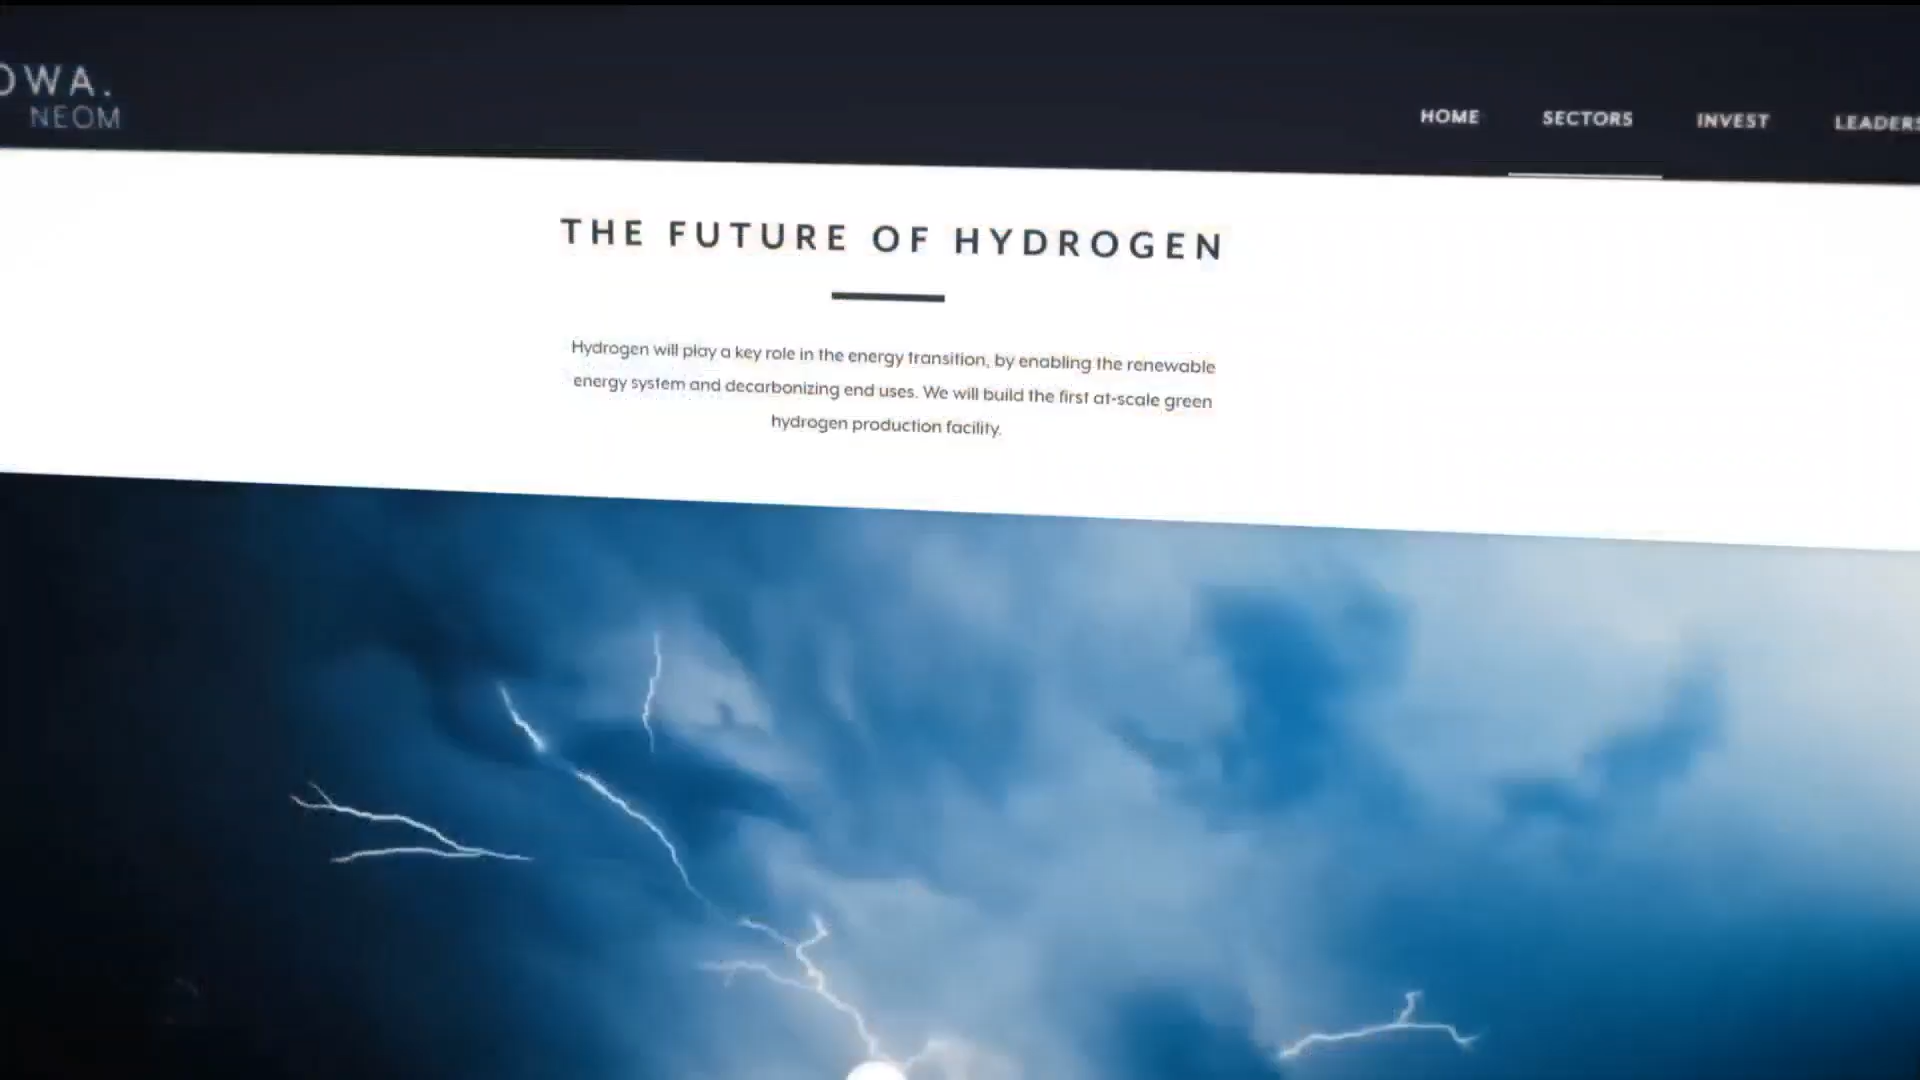 OWA.
NEOM
HOME SECTORS INVEST LEADERS
THE FUTURE OF HYDROGEN
Hydrogen will play a key role in the energy transition, by enabling the renewable
energy system and decarbonizing end uses. We will build the first at-scale green
hydrogen production facility.